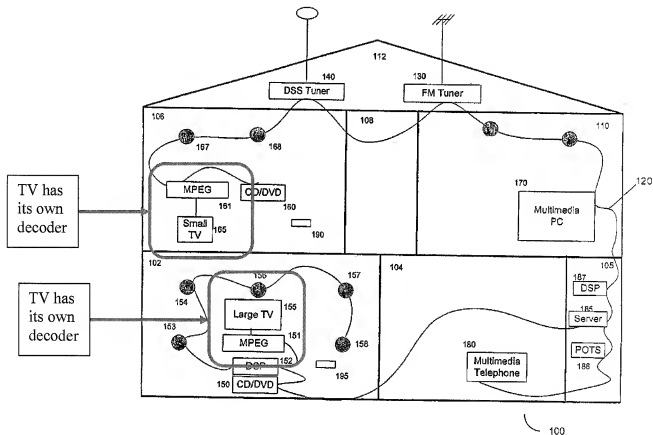 140
DSS Tuner
112
130
FM Tuner
106
167
168
108
110
TV has
its own
decoder
MPEG
161
CD/DVD
160
Small
TV
165
190
170
Multimedia
PC
120
102
154
156
157
155
Large TV
104
105
187
DSP
185
Server
TV has
its own
decoder
153
MPEG
151
158
DSP
152
195
150
CD/DVD
180
Multimedia
Telephone
POTS
188
100